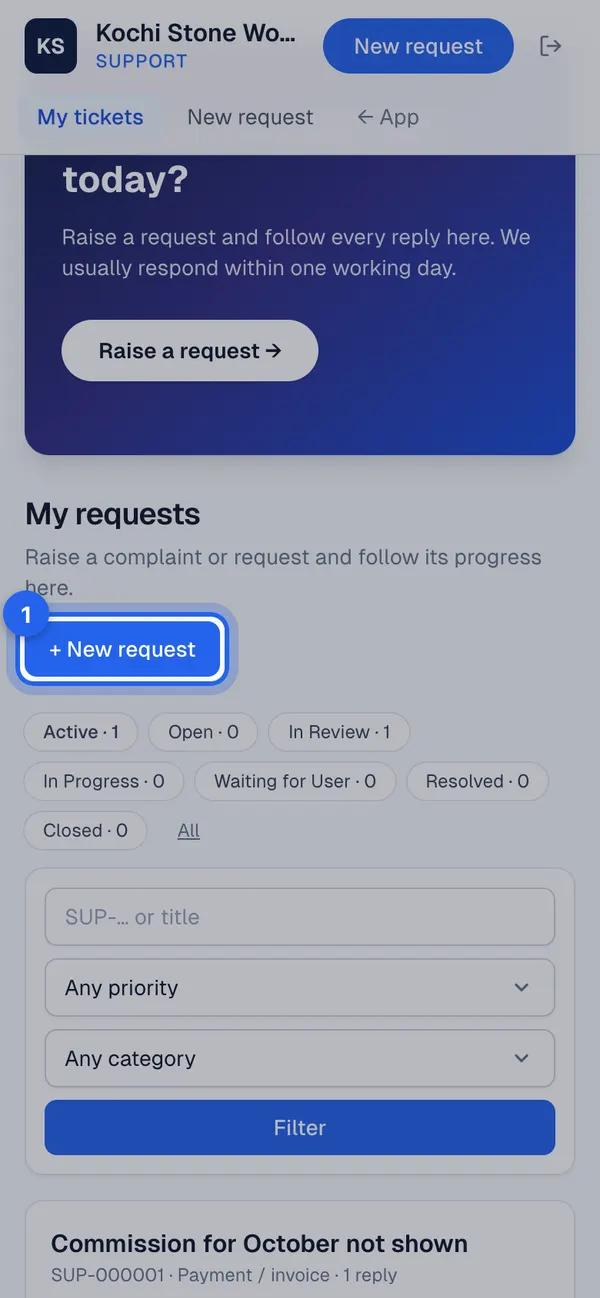 KS
Kochi Stone Wo...
SUPPORT
New request
My tickets
New request
← App
today?
Raise a request and follow every reply here. We
usually respond within one working day.
Raise a request →
My requests
Raise a complaint or request and follow its progress
here.
1
+ New request
Active · 1
Open · 0
In Review · 1
In Progress · 0
Waiting for User · 0
Resolved · 0
Closed · 0
All
SUP-... or title
Any priority
Any category
Filter
Commission for October not shown
SUP-000001 · Payment / invoice · 1 reply